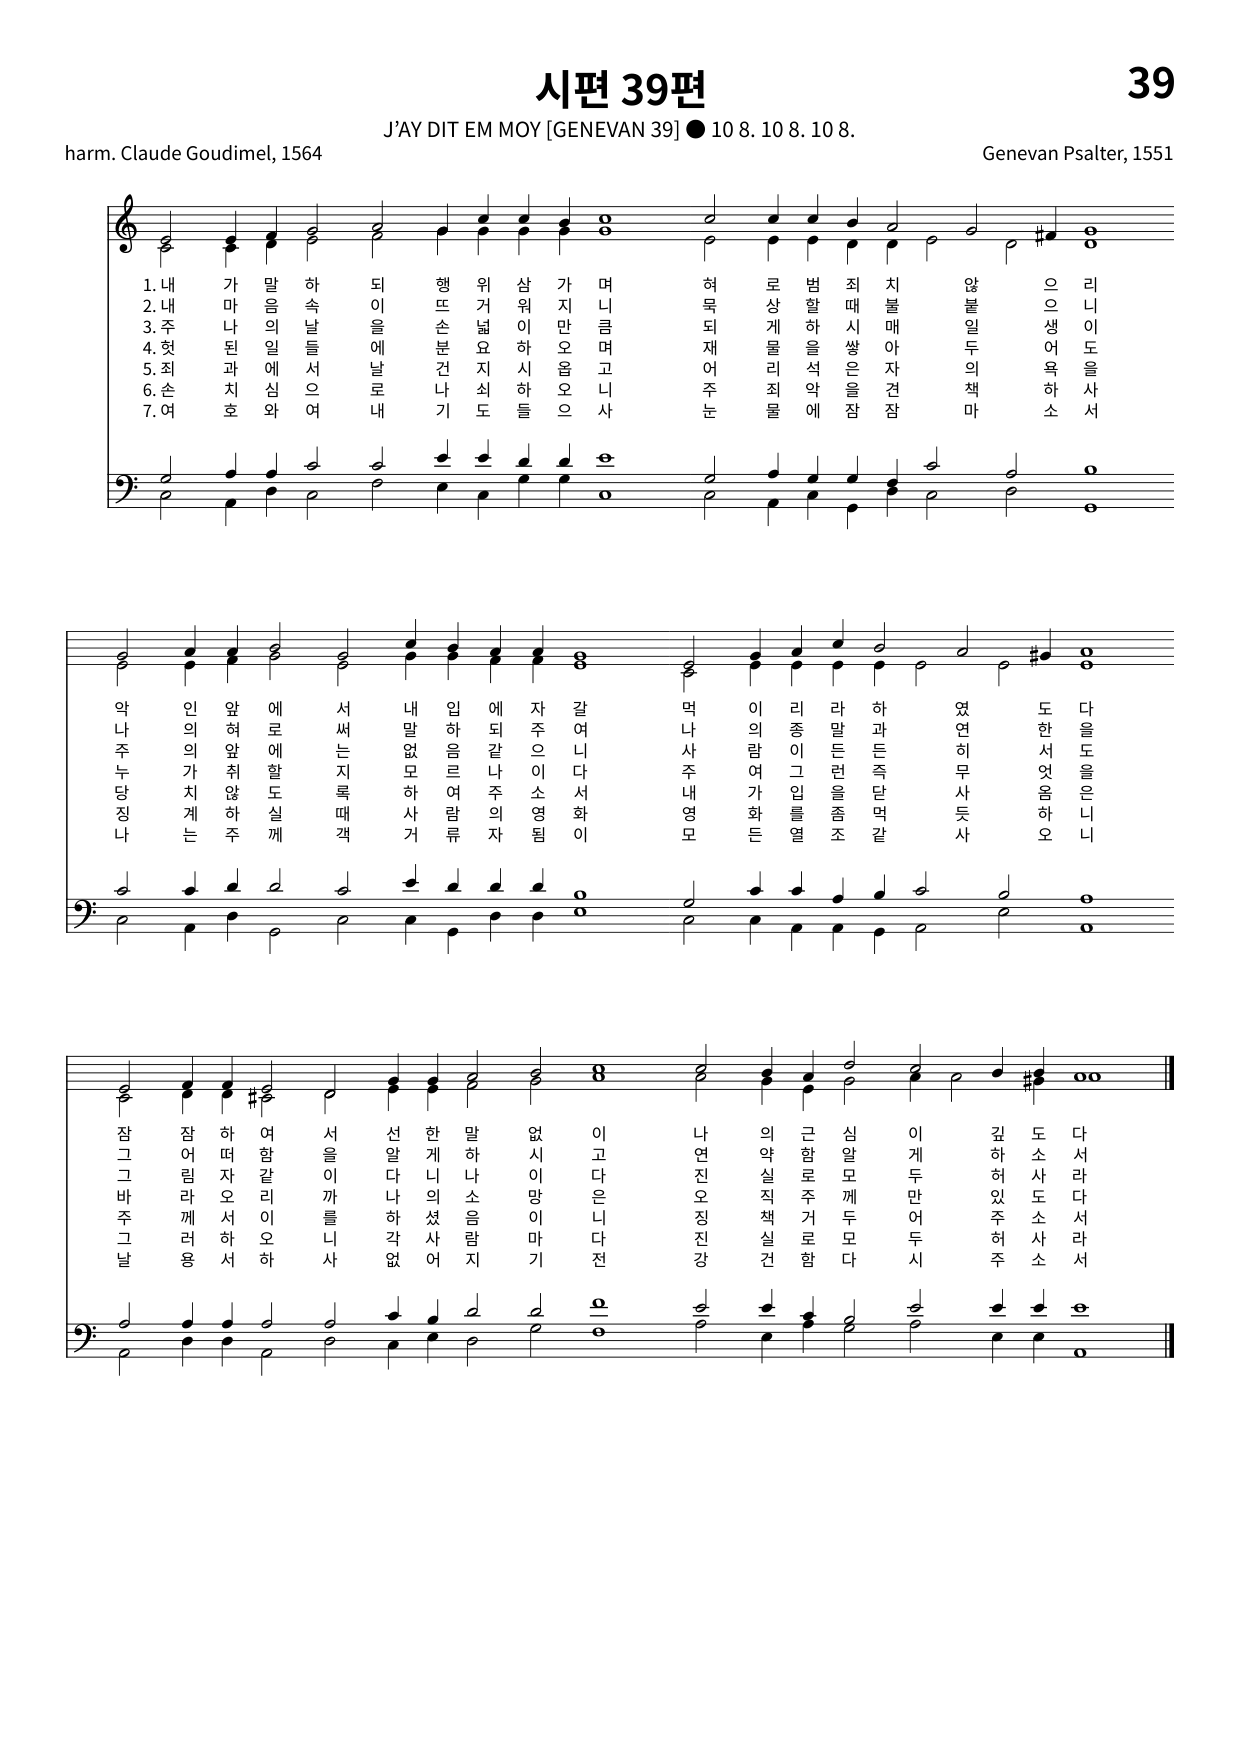 시편 39편
39
J’AY DIT EM MOY [GENEVAN 39] ● 10 8. 10 8. 10 8.
harm. Claude Goudimel, 1564
Genevan Psalter, 1551
1. 내 가 말 하 되 행 위 삼 가 며 혀 로 범 죄 치 않 으 리
2. 내 마 음 속 이 뜨 거 워 지 니 묵 상 할 때 불 붙 으 니
3. 주 나 의 날 을 손 넓 이 만 큼 되 게 하 시 매 일 생 이
4. 헛 된 일 들 에 분 요 하 오 며 재 물 을 쌓 아 두 어 도
5. 죄 과 에 서 날 건 지 시 옵 고 어 리 석 은 자 의 욕 을
6. 손 치 심 으 로 나 쇠 하 오 니 주 죄 악 을 견 책 하 사
7. 여 호 와 여 내 기 도 들 으 사 눈 물 에 잠 잠 마 소 서
악 인 앞 에 서 내 입 에 자 갈 먹 이 리 라 하 였 도 다
나 의 혀 로 써 말 하 되 주 여 나 의 종 말 과 연 한 을
주 의 앞 에 는 없 음 같 으 니 사 람 이 든 든 히 서 도
누 가 취 할 지 모 르 나 이 다 주 여 그 런 즉 무 엇 을
당 치 않 도 록 하 여 주 소 서 내 가 입 을 닫 사 옴 은
징 계 하 실 때 사 람 의 영 화 영 화 를 좀 먹 듯 하 니
나 는 주 께 객 거 류 자 됨 이 모 든 열 조 같 사 오 니
잠 잠 하 여 서 선 한 말 없 이 나 의 근 심 이 깊 도 다
그 어 떠 함 을 알 게 하 시 고 연 약 함 알 게 하 소 서
그 림 자 같 이 다 니 나 이 다 진 실 로 모 두 허 사 라
바 라 오 리 까 나 의 소 망 은 오 직 주 께 만 있 도 다
주 께 서 이 를 하 셨 음 이 니 징 책 거 두 어 주 소 서
그 러 하 오 니 각 사 람 마 다 진 실 로 모 두 허 사 라
날 용 서 하 사 없 어 지 기 전 강 건 함 다 시 주 소 서